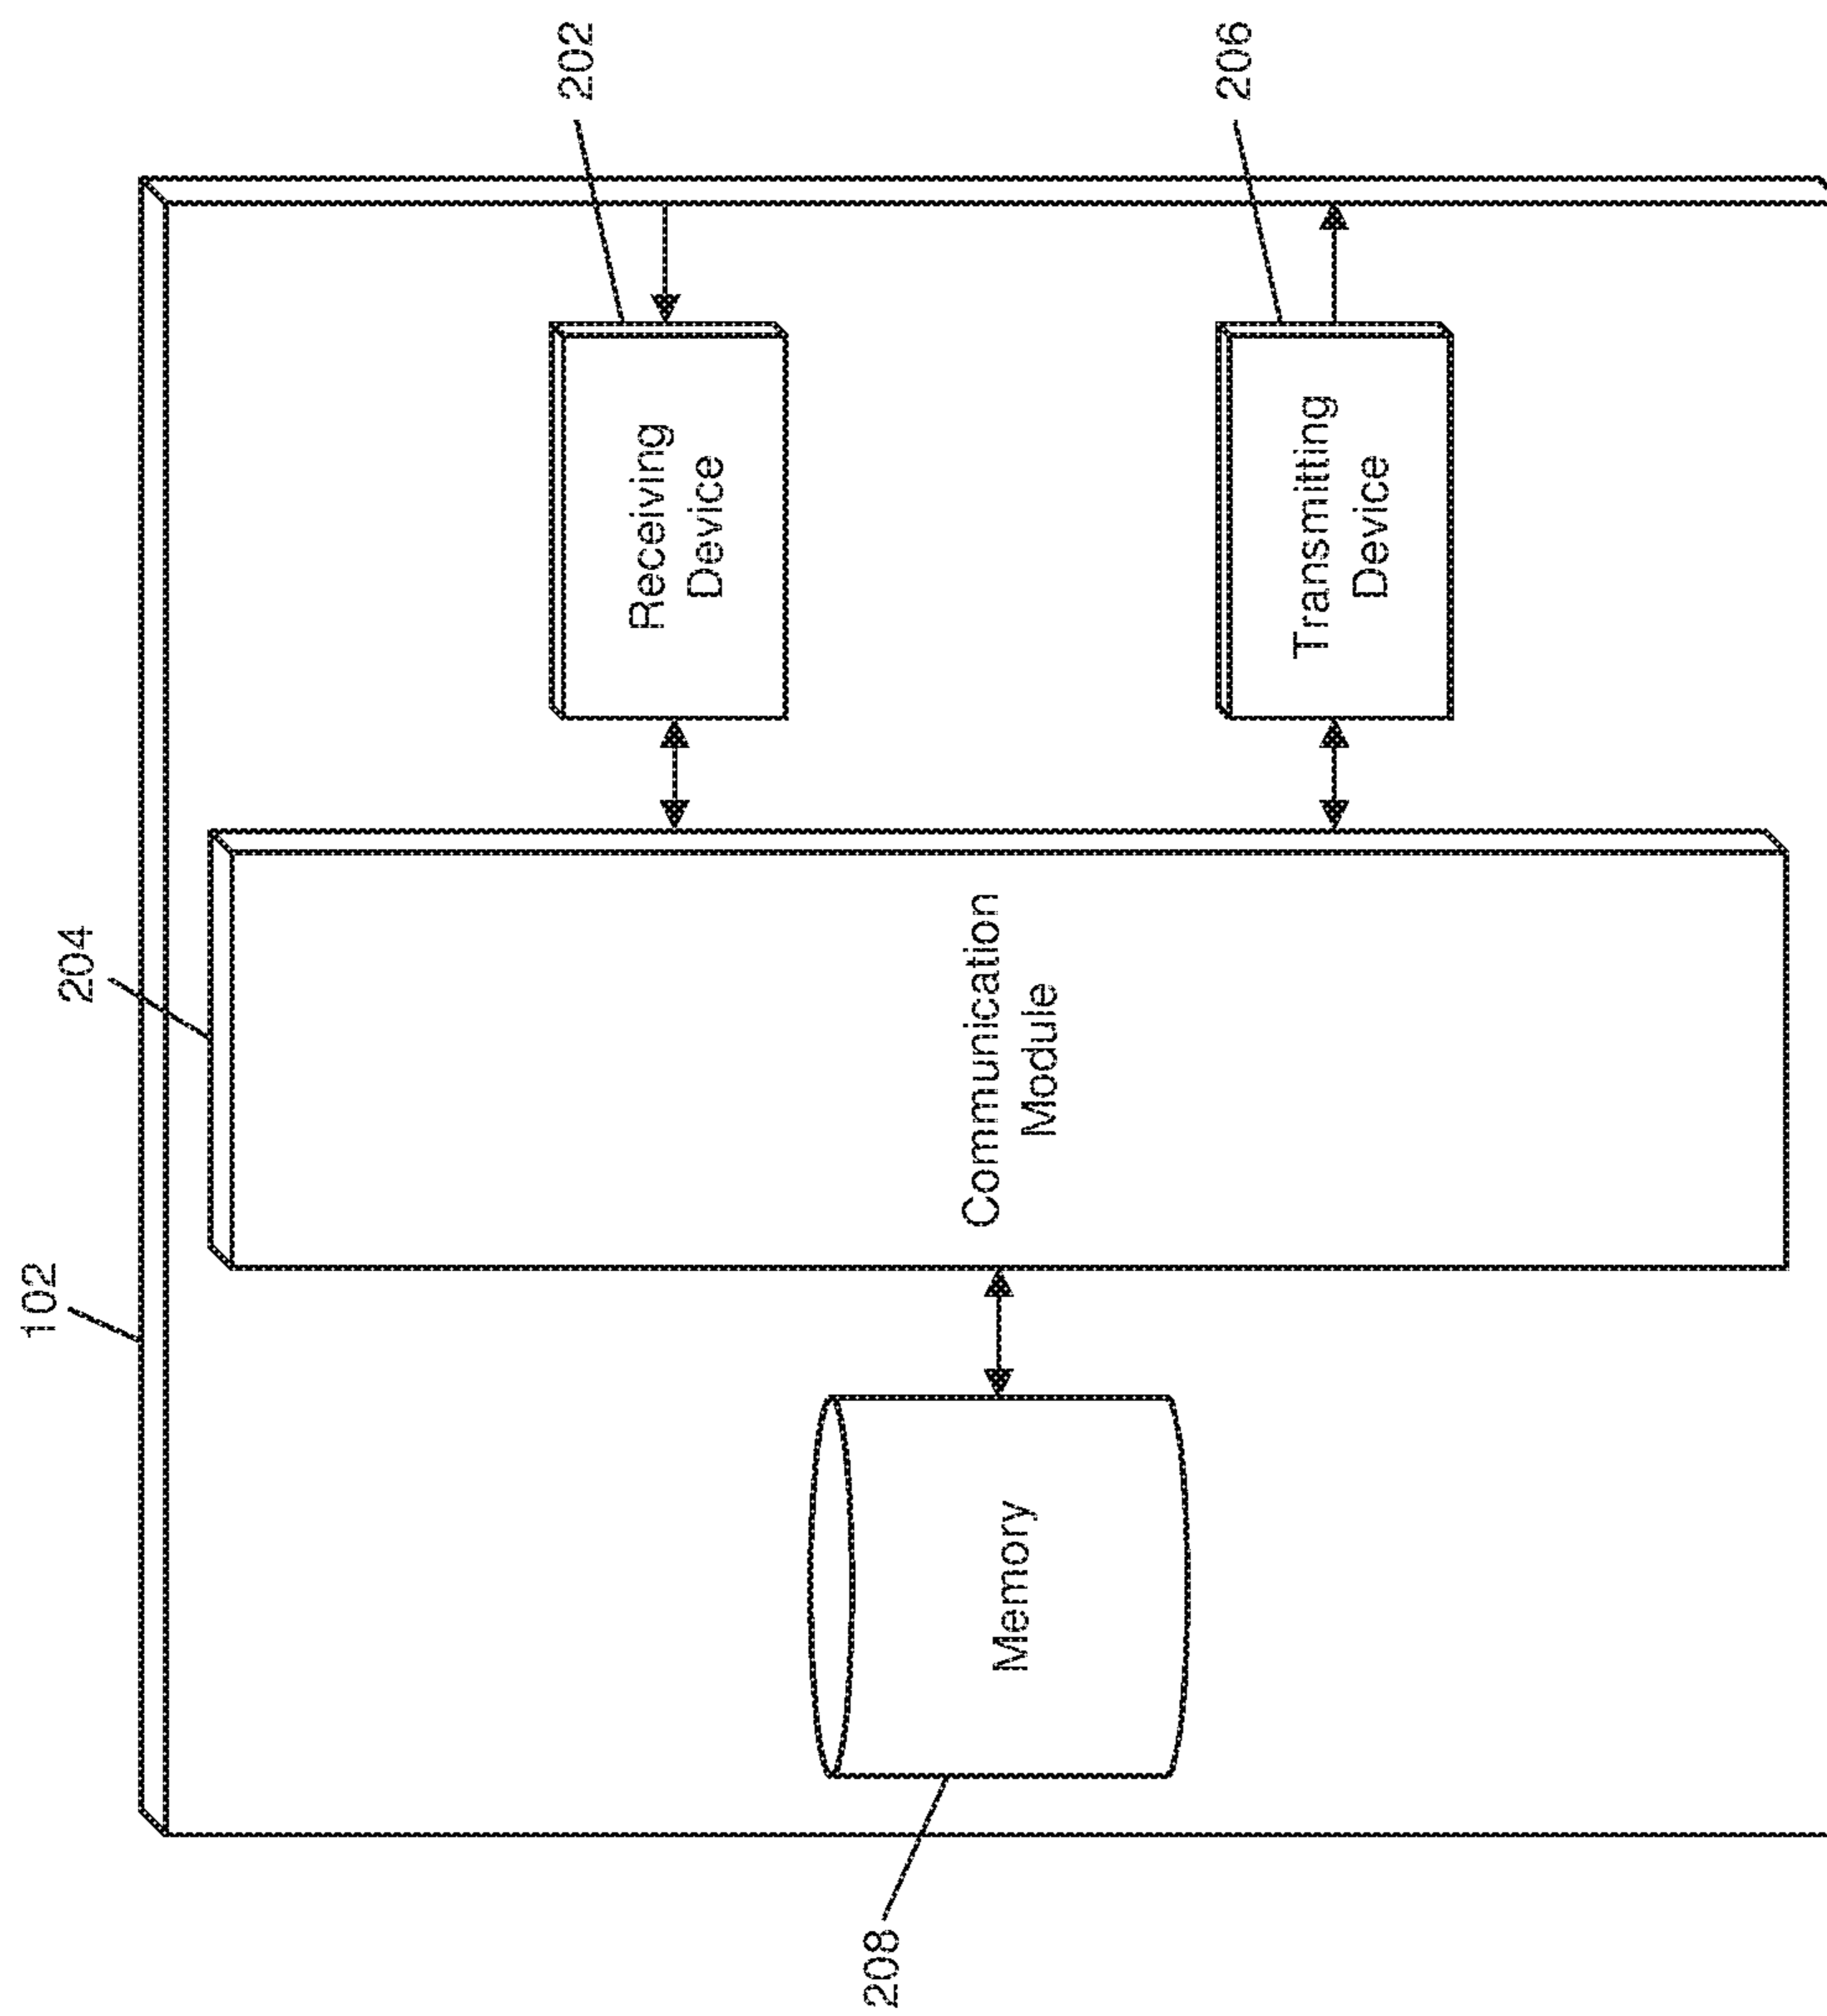 102
204
202
Receiving
Device
Communication
Module
Memory
208
206
Transmitting
Device